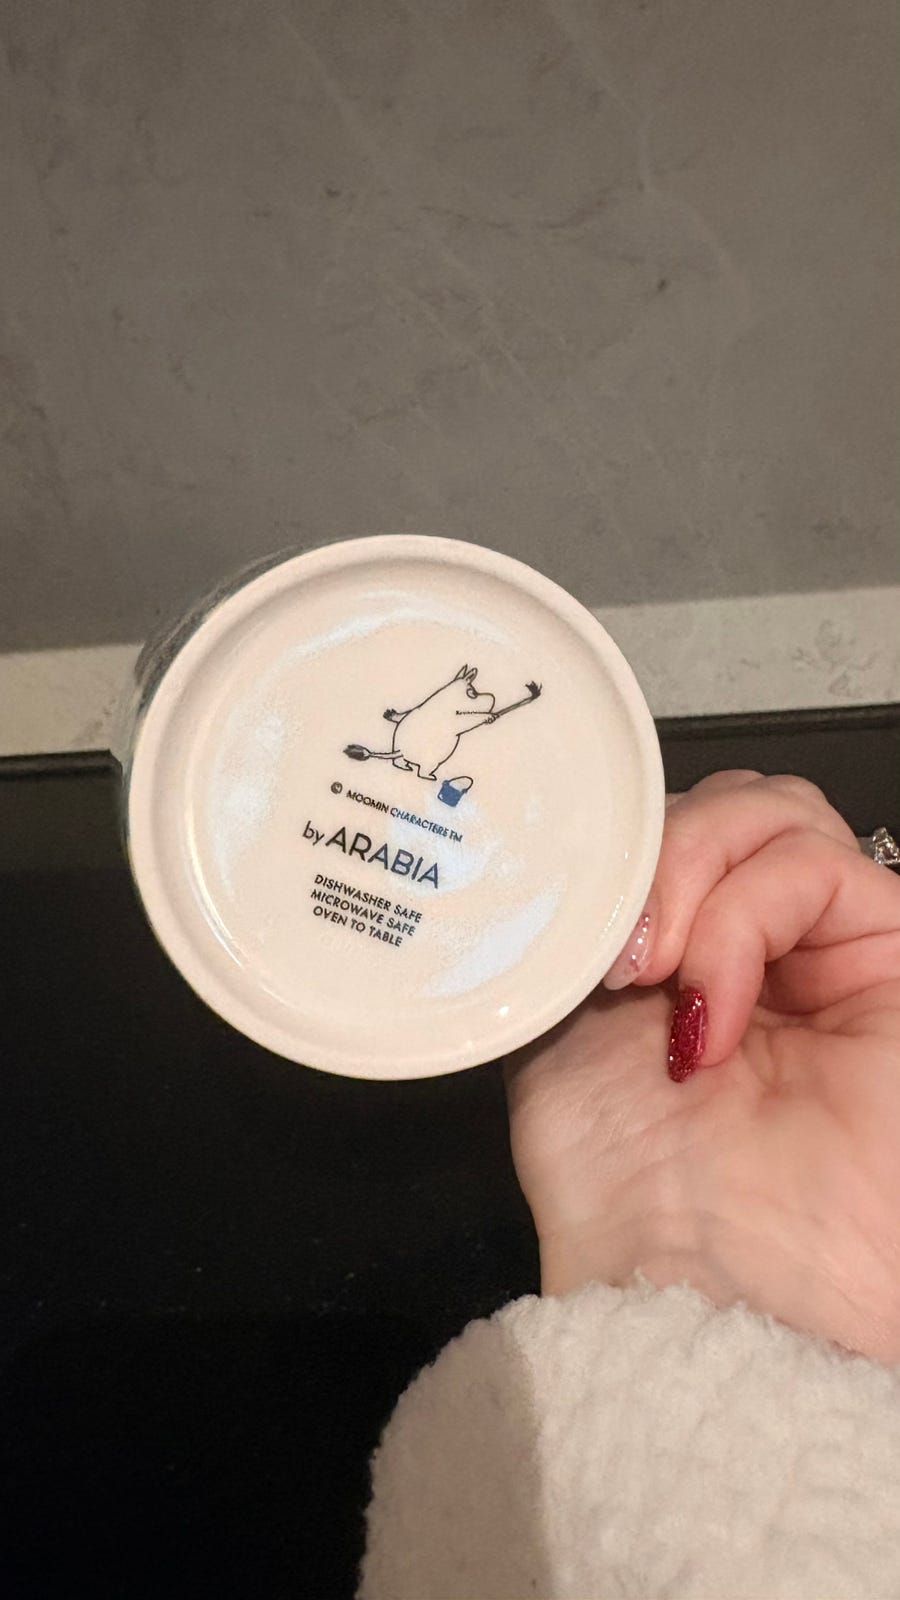 © MOOMIN CHARACTERS TM
by ARABIA
DISHWASHER SAFE
MICROWAVE SAFE
OVEN TO TABLE